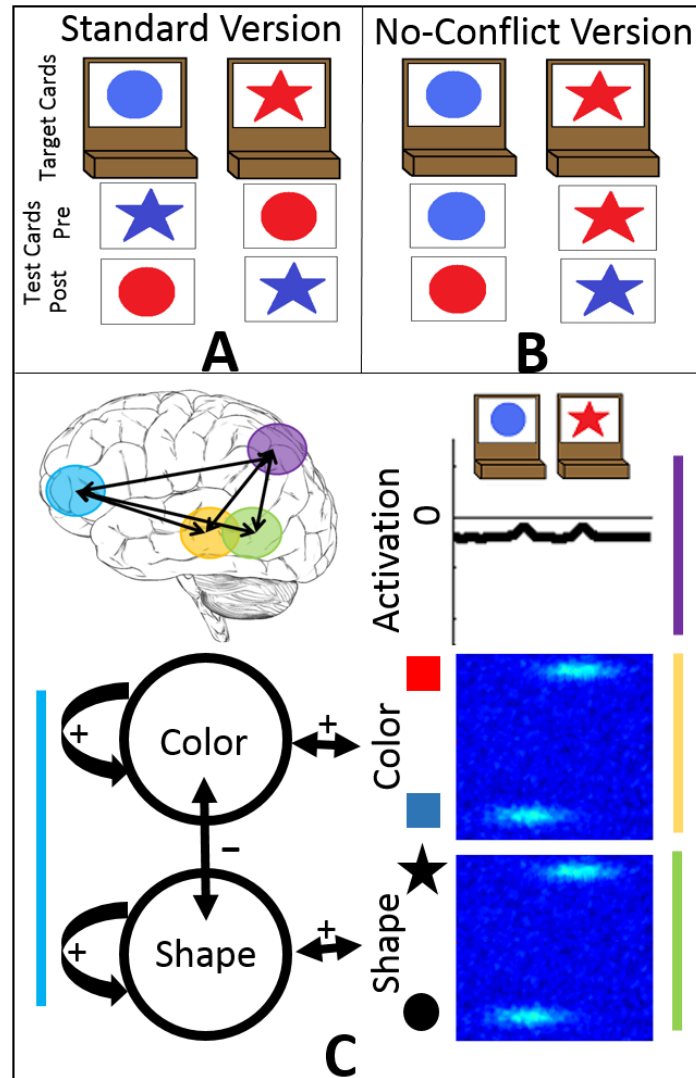 Standard Version
No-Conflict Version
Target Cards
Test Cards
Pre
Post
A
B
Activation
0
Color
+
+
Color
−
Shape
+
+
Shape
C